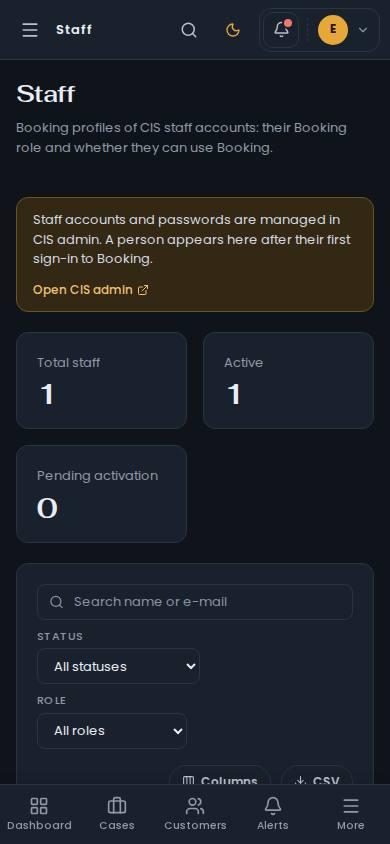 Staff
E
Staff
Booking profiles of CIS staff accounts: their Booking
role and whether they can use Booking.
Staff accounts and passwords are managed in
CIS admin. A person appears here after their first
sign-in to Booking.
Open CIS admin
Total staff
1
Active
1
Pending activation
0
Search name or e-mail
STATUS
All statuses
ROLE
All roles
Columns
CSV
Dashboard
Cases
Customers
Alerts
More